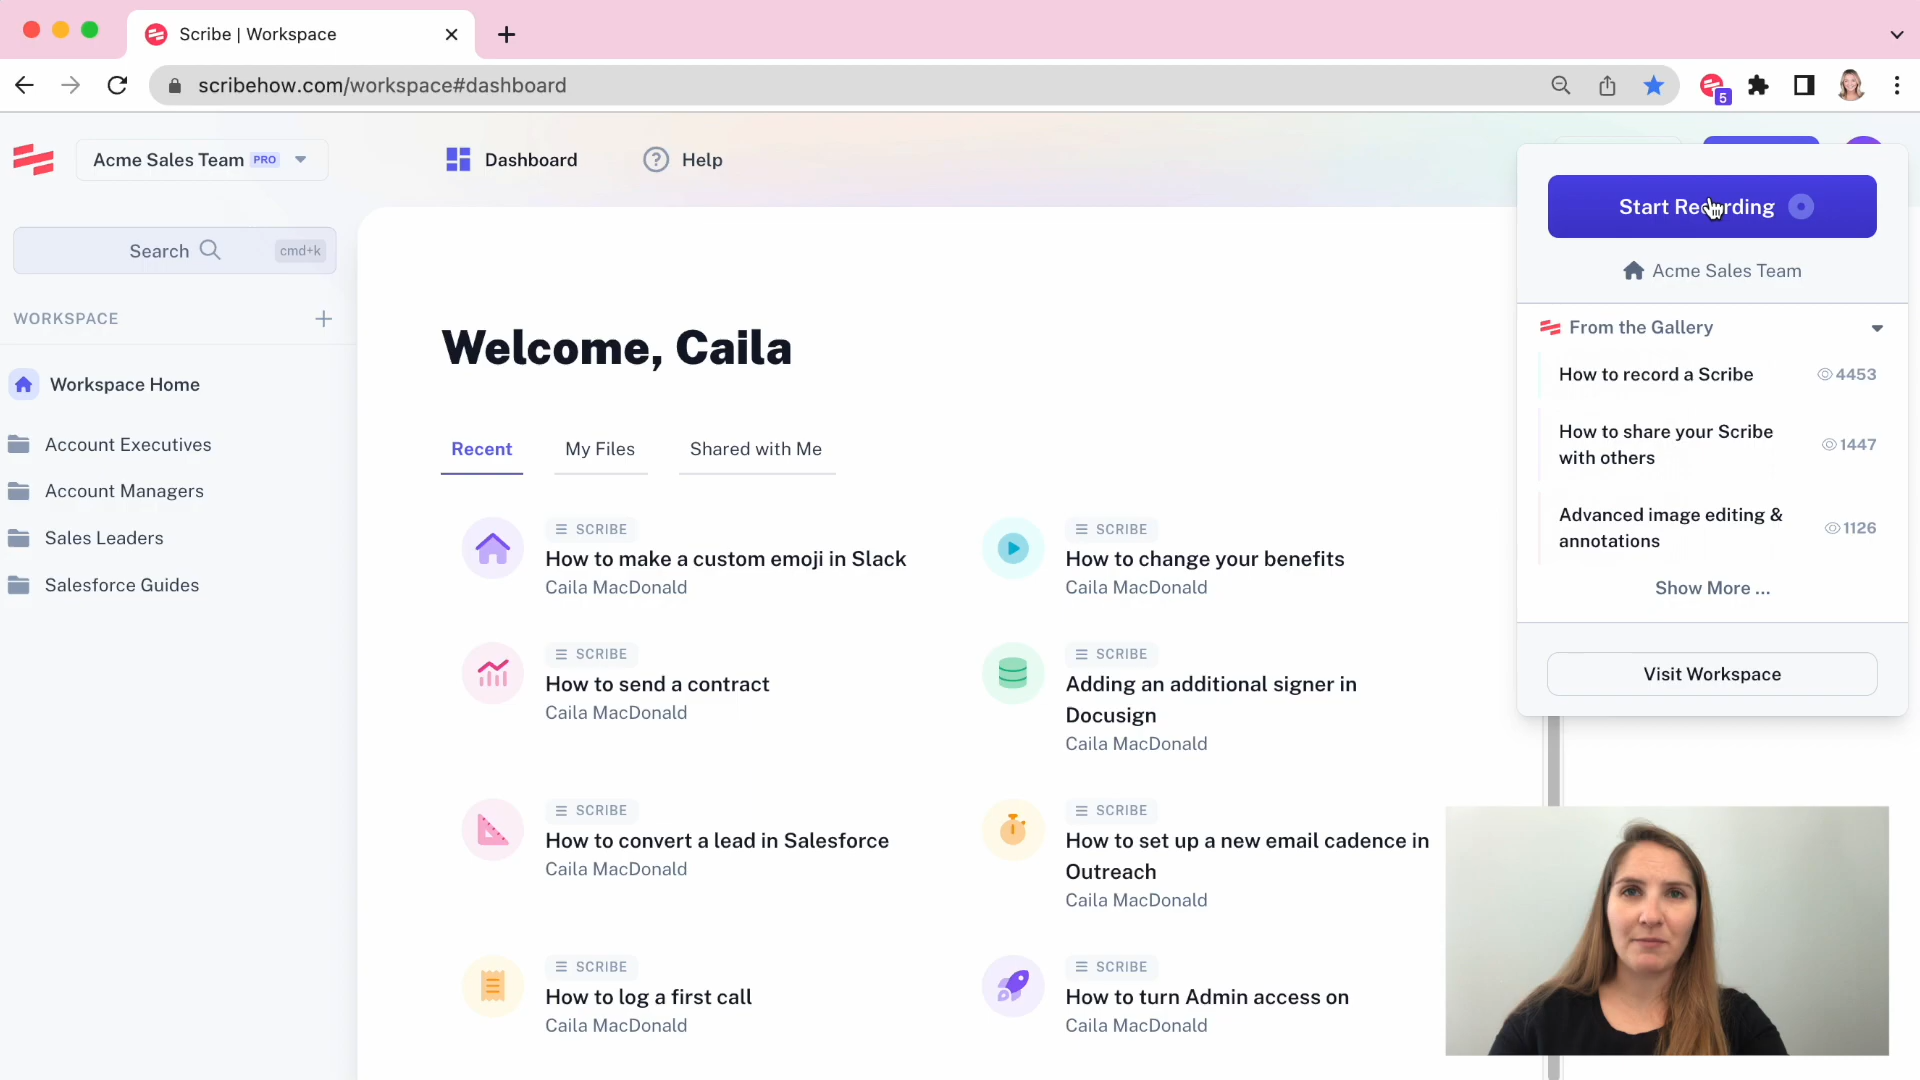 Scribe | Workspace
scribehow.com/workspace#dashboard
5
Acme Sales Team PRO
Dashboard
Help
Search
cmd+k
WORKSPACE
Workspace Home
Account Executives
Account Managers
Sales Leaders
Salesforce Guides
Welcome, Caila
Recent
My Files
Shared with Me
SCRIBE
How to make a custom emoji in Slack
Caila MacDonald
SCRIBE
How to change your benefits
Caila MacDonald
SCRIBE
How to send a contract
Caila MacDonald
SCRIBE
Adding an additional signer in
Docusign
Caila MacDonald
SCRIBE
How to convert a lead in Salesforce
Caila MacDonald
SCRIBE
How to set up a new email cadence in
Outreach
Caila MacDonald
SCRIBE
How to log a first call
Caila MacDonald
SCRIBE
How to turn Admin access on
Caila MacDonald
Start Recording
Acme Sales Team
From the Gallery
How to record a Scribe
4453
How to share your Scribe
with others
1447
Advanced image editing &
annotations
1126
Show More ...
Visit Workspace